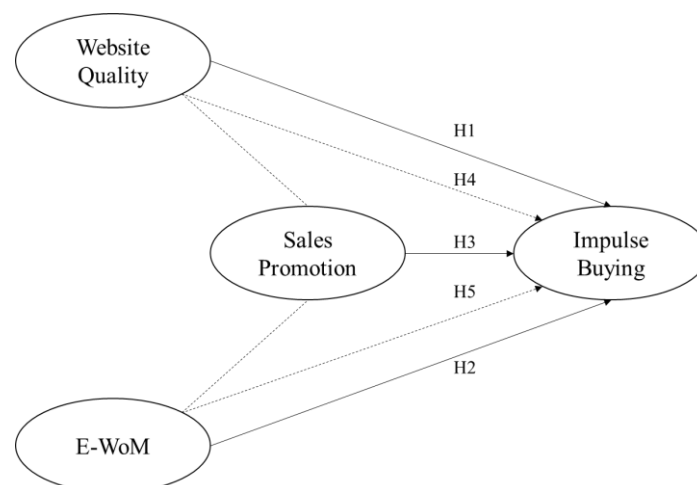 Website
Quality
H1
H4
Sales
Promotion
H3
Impulse
Buying
H5
H2
E-WoM